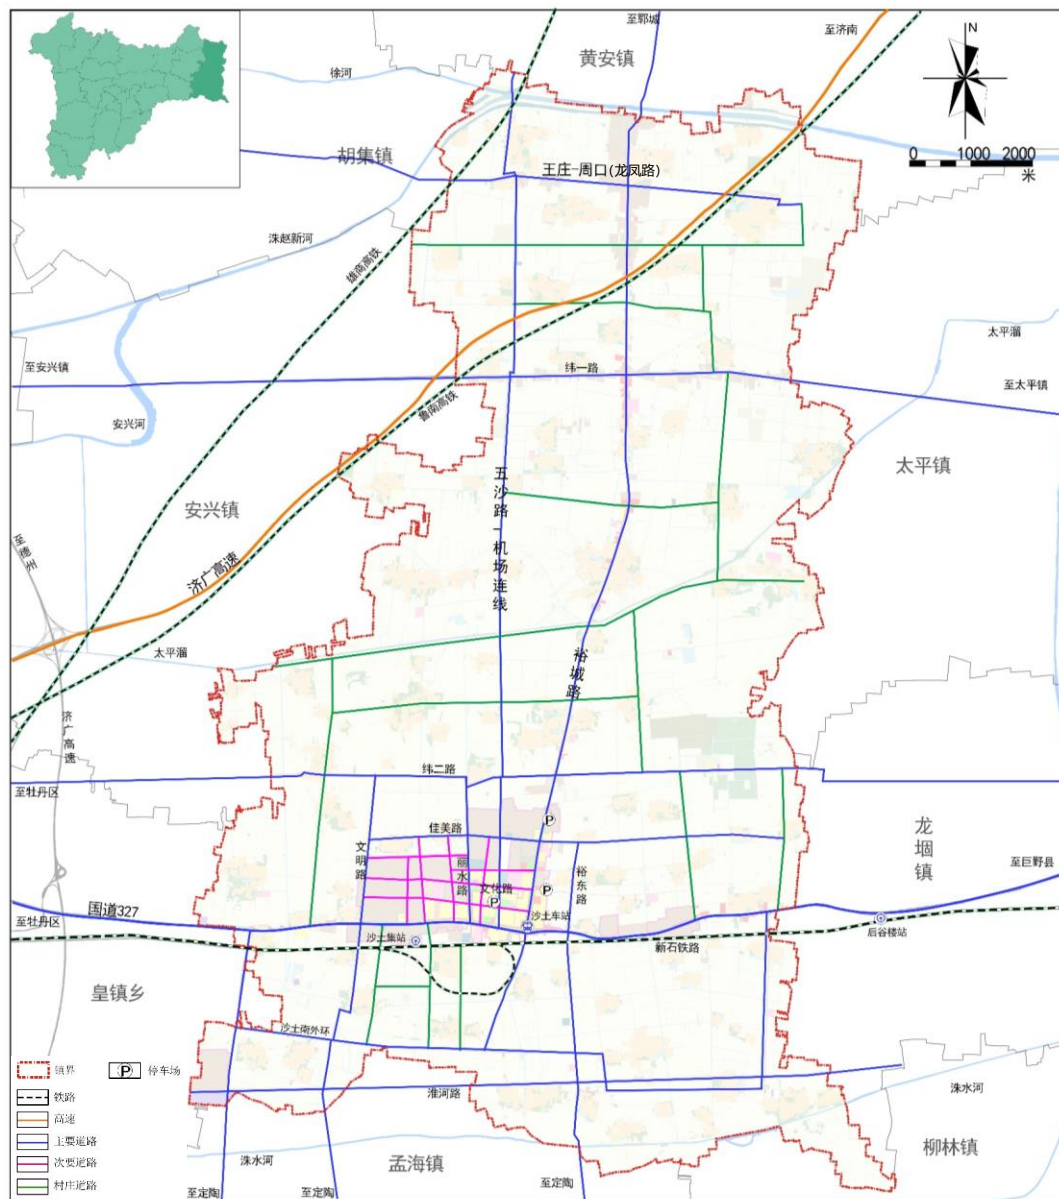 至郓城
至济南
黄安镇
N
徐河
胡集镇
0 1000 2000
米
王庄-周口(龙凤路)
洙赵新河
雄商高铁
太平溜
至安兴镇
纬一路
至太平镇
鲁南高铁
安兴河
太平镇
五沙路-机场连线
安兴镇
至德州
济广高速
太平溜
裕城路
济广高速
纬二路
至牡丹区
佳美路
龙堌镇
文明路
丽水路
裕东路
至巨野县
文化路
P
P
P
国道327
沙土车站
至牡丹区
后谷楼站
沙土集站
新石铁路
皇镇乡
沙土街外环
镇界
P 停车场
铁路
淮河路
洙水河
高速
主要道路
次要道路
村庄道路
洙水河
孟海镇
柳林镇
至定陶
至定陶
至定陶